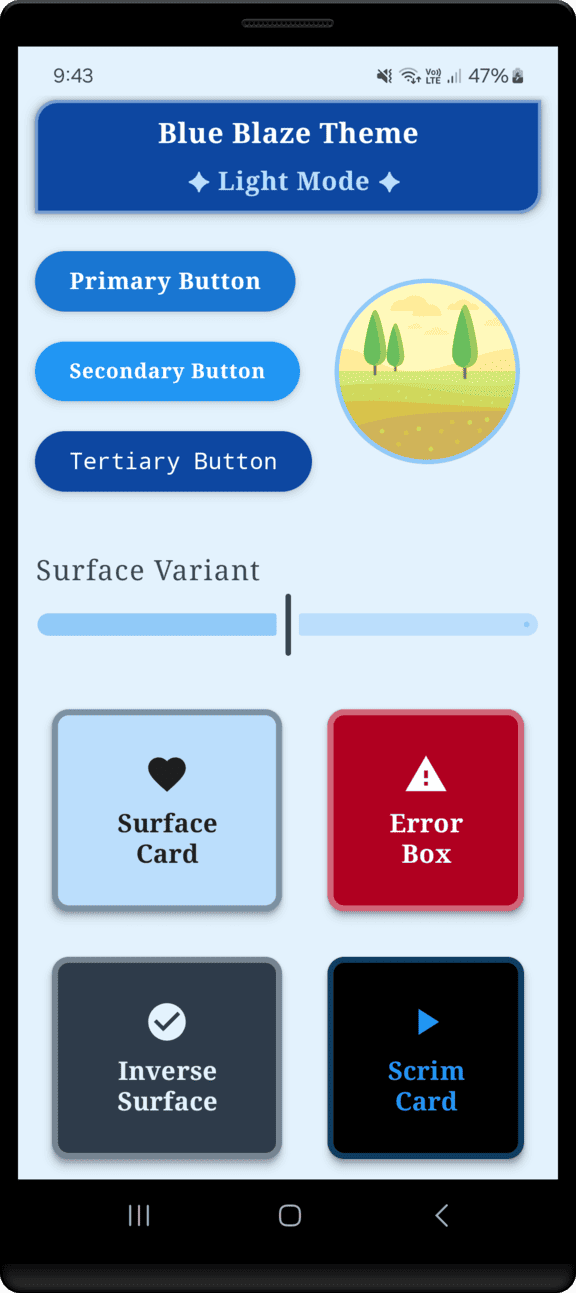 9:43
Vo)) LTE 47%
Blue Blaze Theme
✦ Light Mode ✦
Primary Button
Secondary Button
Tertiary Button
Surface Variant
Surface
Card
Error
Box
Inverse
Surface
Scrim
Card